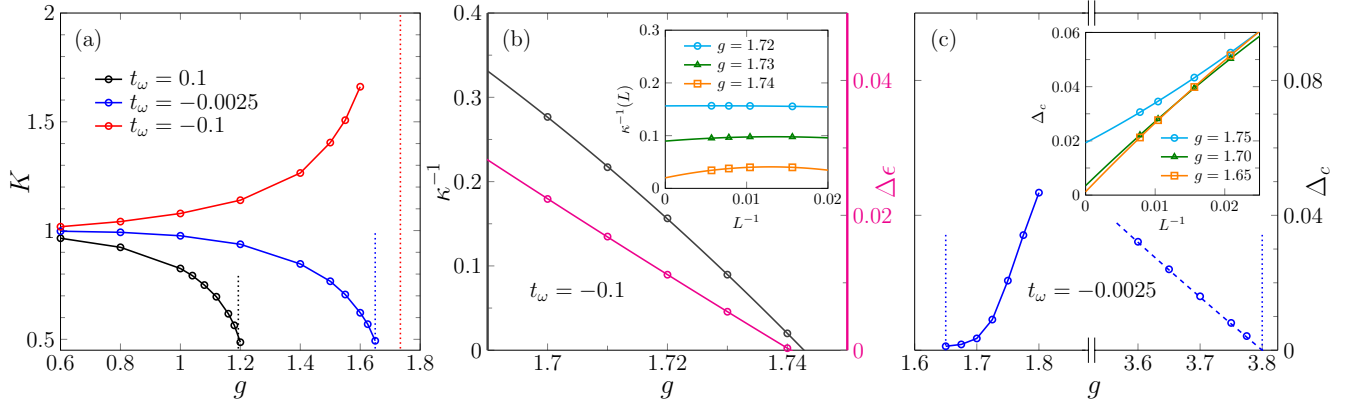 (a)
t_ω = 0.1
t_ω = −0.0025
t_ω = −0.1
2
1.5
1
0.5
K
0.6 0.8 1 1.2 1.4 1.6 1.8
g
(b)
0.4
0.3
0.2
0.1
0
κ^{−1}
1.7 1.72 1.74
g
t_ω = −0.1
0.04
0.02
0
Δϵ
g = 1.72
g = 1.73
g = 1.74
0.3
0.2
0.1
0
κ^{−1}(L)
0 0.01 0.02
L^{−1}
(c)
t_ω = −0.0025
1.6 1.7 1.8 3.6 3.8
g
0.08
0.04
0
Δ_c
0.06
0.04
0.02
0
Δ_c
g = 1.75
g = 1.70
g = 1.65
0 0.01 0.02
L^{−1}